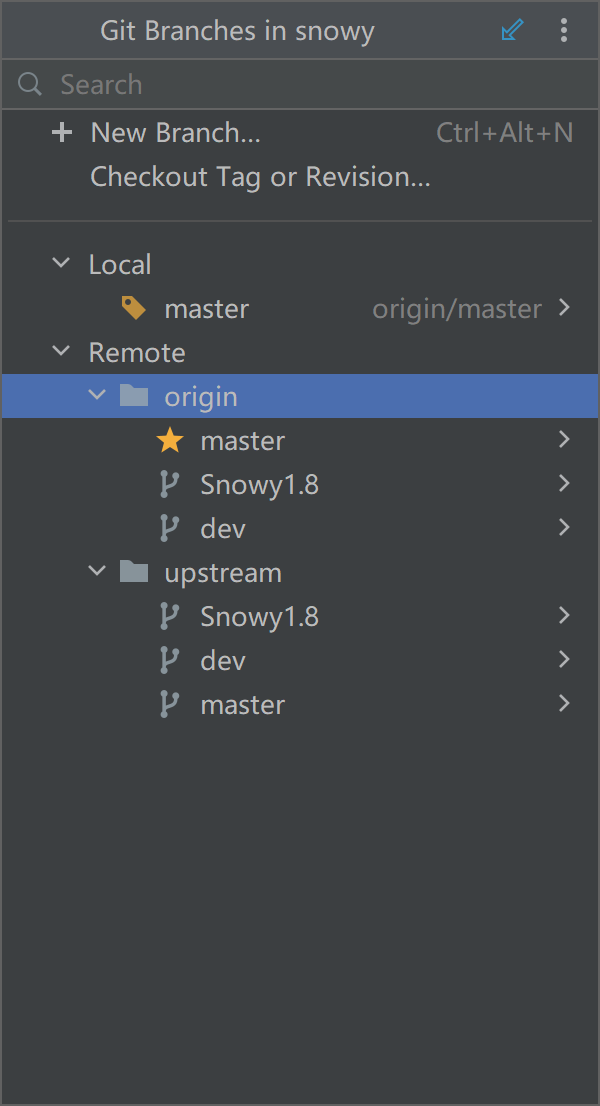 Git Branches in snowy
Search
New Branch... Ctrl+Alt+N
Checkout Tag or Revision...
Local
master origin/master
Remote
origin
master
Snowy1.8
dev
upstream
Snowy1.8
dev
master